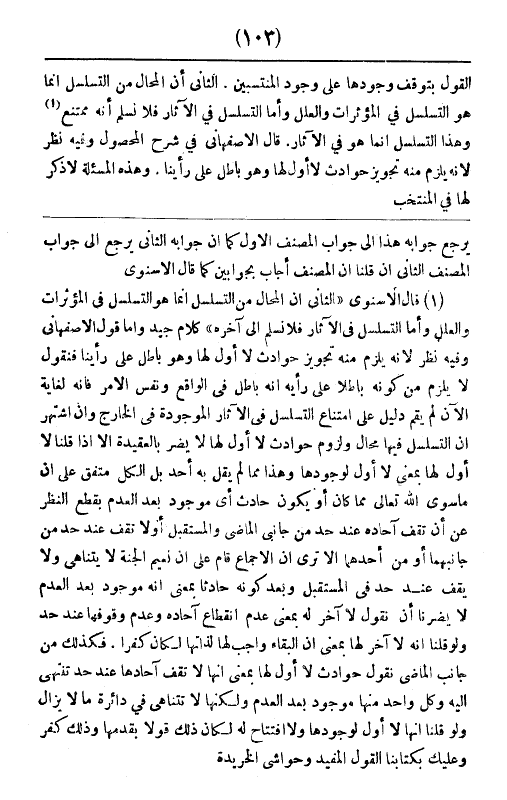 (١٠٣)
القول بتوقف وجودها على وجود المنتسبين . الثانى أن المحال من التسلسل انما
هو التسلسل في المؤثرات والعلل وأما التسلسل في الآثار فلا نسلم أنه ممتنع (١)
وهذا التسلسل انما هو في الآثار. قال الاصفهانى في شرح المحصول وفيه نظر
لانه يلزم منه تجويز حوادث لاأول لها وهو باطل على رأينا . وهذه المسئلة لاذكر
لها في المنتخب
يرجع جوابه هذا الى جواب المصنف الاول كما ان جوابه الثانى يرجع الى جواب
المصنف الثانى ان قلنا ان المصنف أجاب بجوابين كما قال الاسنوى
(١) قال الاسنوى «الثانى ان المحال من التسلسل انما هو التسلسل فى المؤثرات
والعلل وأما التسلسل فى الآثار فلانسلم الى آخره» كلام جيد واما قول الاصفهانى
وفيه نظر لانه يلزم منه تجويز حوادث لا أول لها وهو باطل على رأينا فنقول
لا يلزم من كونه باطلا على رأيه انه باطل فى الواقع ونفس الامر فانه لغاية
الآن لم يقم دليل على امتناع التسلسل فى الآثار الموجودة فى الخارج وان اشتهر
ان التسلسل فيها محال ولزوم حوادث لا أول لها لا يضر بالعقيدة الا اذا قلنا لا
أول لها بمعنى لا أول لوجودها وهذا مما لم يقل به أحد بل الكل متفق على ان
ماسوى الله تعالى مما كان أو يكون حادث أى موجود بعد العدم بقطع النظر
عن أن تقف آحاده عند حد من جانبى الماضى والمستقبل أولا تقف عند حد من
جانبهما أو من أحدهما الا ترى ان الاجماع قام على ان نعيم الجنة لا يتناهى ولا
يقف عند حد فى المستقبل وبعد كونه حادثا بمعنى انه موجود بعد العدم
لا يضرنا أن نقول لا آخر له بمعنى عدم انقطاع آحاده وعدم وقوفها عند حد
ولو قلنا انه لا آخر لها بمعنى ان البقاء واجب لها لذاتها لكان كفرا . فكذلك من
جانب الماضى نقول حوادث لا أول لها بمعنى انها لا تقف آحادها عند حد تنتهى
اليه وكل واحد منها موجود بعد العدم ولكنها لا تتناهى في دائرة ما لا يزال
ولو قلنا انها لا أول لوجودها ولاافتتاح له لكان ذلك قولا بقدمها وذلك كفر
وعليك بكتابنا القول المفيد وحواشى الخريدة